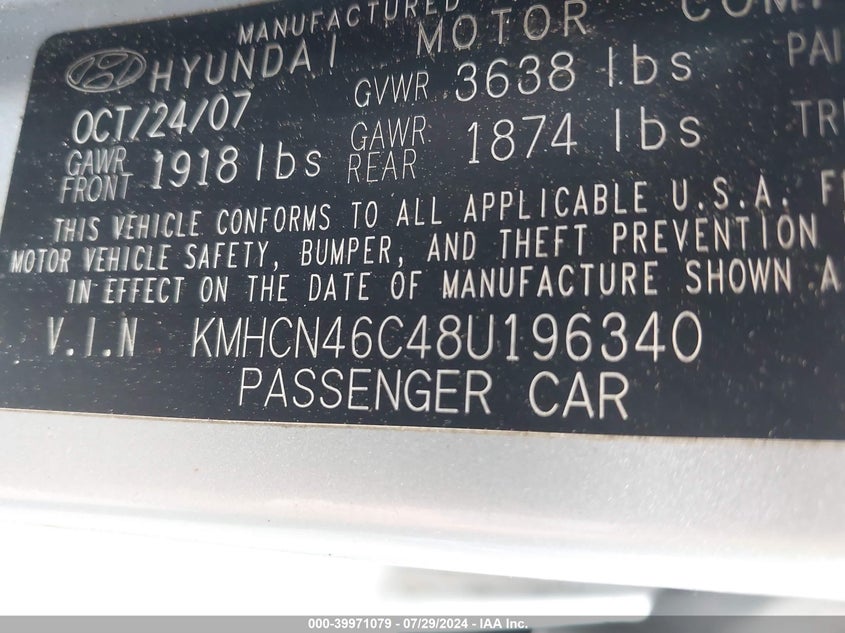 MANUFACTURED
HYUNDAI MOTOR
OCT/24/07 GVWR 3638 lbs PAI
GAWR FRONT 1918 lbs GAWR REAR 1874 lbs TR
THIS VEHICLE CONFORMS TO ALL APPLICABLE U.S.A. F
MOTOR VEHICLE SAFETY, BUMPER, AND THEFT PREVENTION
IN EFFECT ON THE DATE OF MANUFACTURE SHOWN A
V.I.N KMHCN46C48U196340
PASSENGER CAR
000-39971079 - 07/29/2024 - IAA Inc.